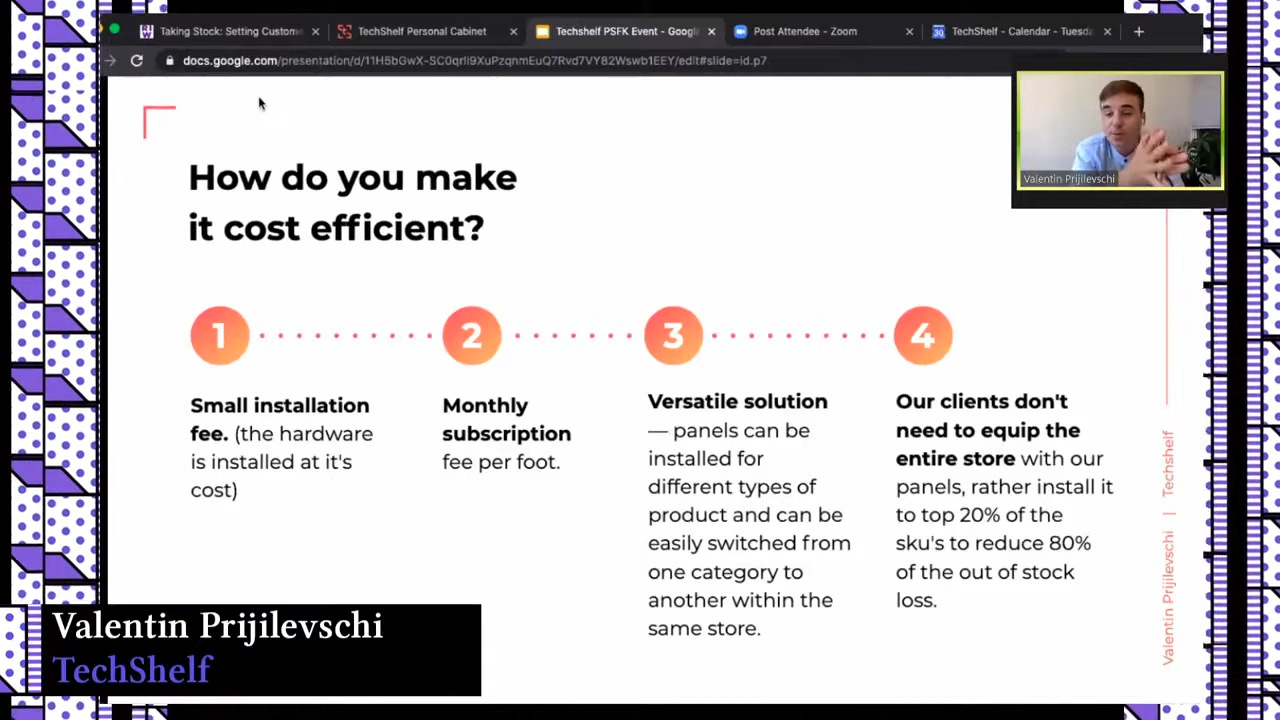 Taking Stock: Setting Custom
TechShelf Personal Cabinet
Techshelf PSFK Event - Googl
Post Attendee - Zoom
30
TechShelf - Calendar - Tuesda
docs.google.com/presentation/d/
/edit#slide=id.p7
Valentin Prijilevschi
How do you make
it cost efficient?
1
2
3
4
Small installation
fee. (the hardware
is installed at it's
cost)
Monthly
subscription
fee per foot.
Versatile solution
— panels can be
installed for
different types of
product and can be
easily switched from
one category to
another within the
same store.
Our clients don't
need to equip the
entire store with our
panels, rather install it
to top 20% of the
sku's to reduce 80%
of the out of stock
loss.
Valentin Prijilevschi | Techshelf
Valentin Prijilevschi
TechShelf